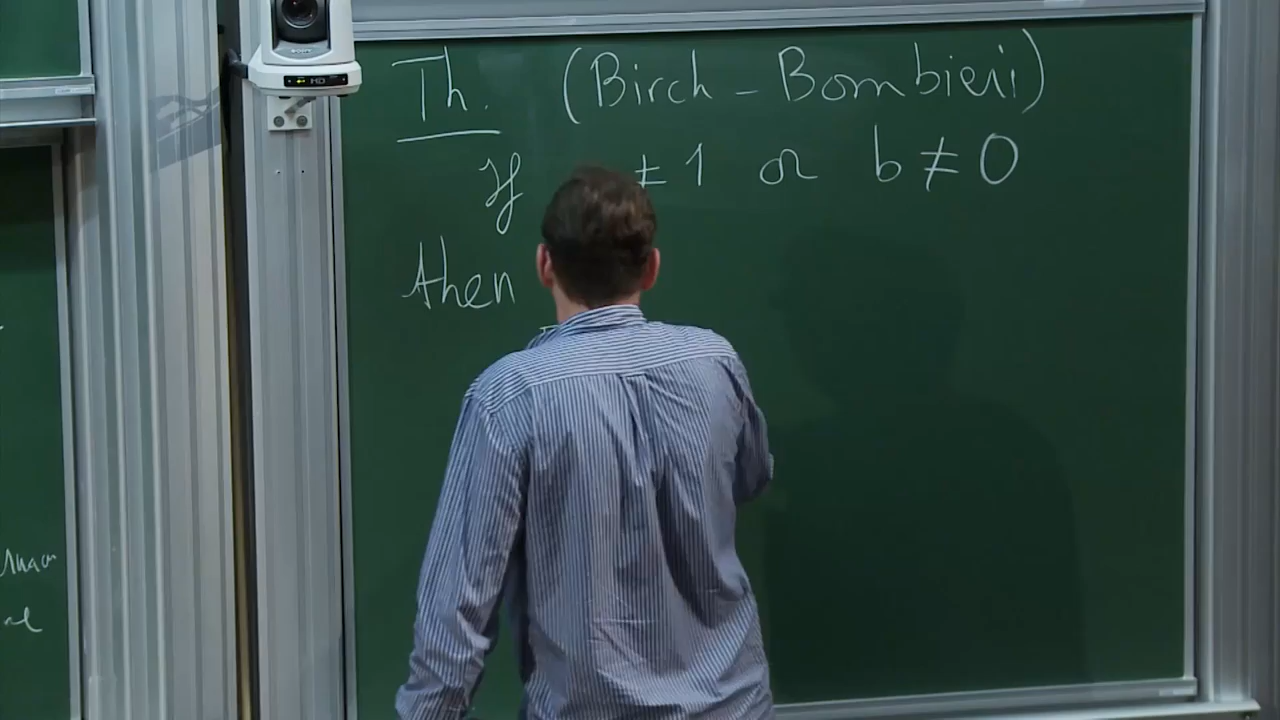 Th. (Birch - Bombieri)
If ≠ 1 or b ≠ 0
then